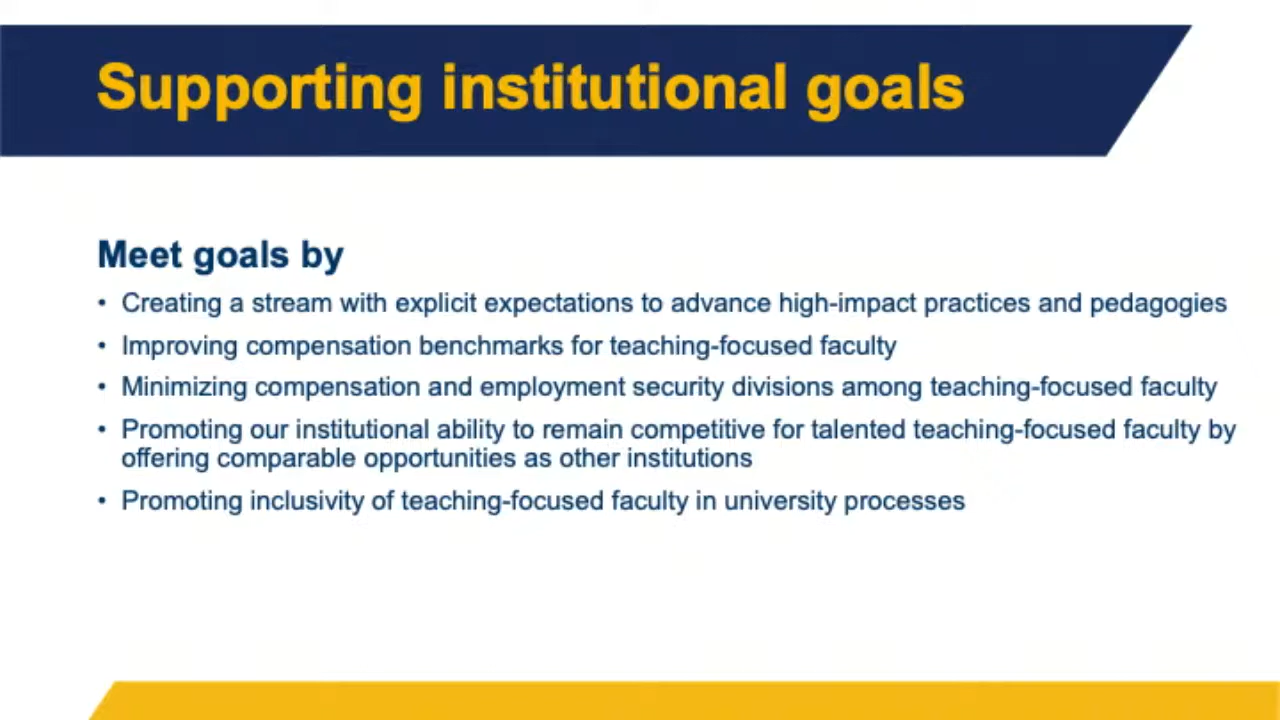 Supporting institutional goals
Meet goals by
• Creating a stream with explicit expectations to advance high-impact practices and pedagogies
• Improving compensation benchmarks for teaching-focused faculty
• Minimizing compensation and employment security divisions among teaching-focused faculty
• Promoting our institutional ability to remain competitive for talented teaching-focused faculty by
offering comparable opportunities as other institutions
• Promoting inclusivity of teaching-focused faculty in university processes